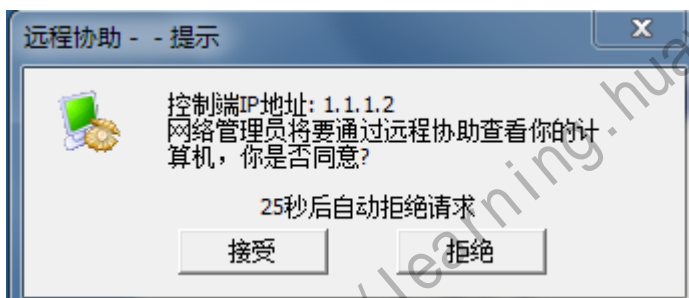 远程协助 - - 提示
控制端IP地址: 1.1.1.2
网络管理员将要通过远程协助查看你的计
算机，你是否同意?
25秒后自动拒绝请求
接受 拒绝
/learning.hua